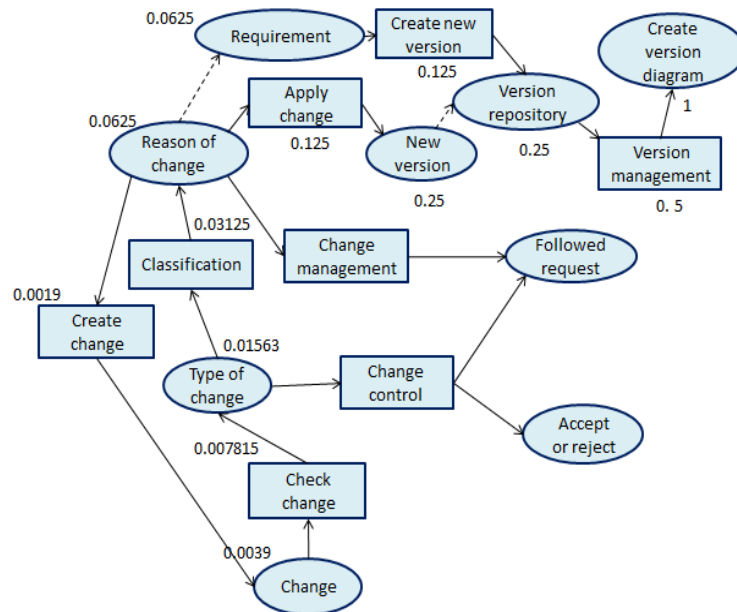 0.0625
Requirement
Create new
version
0.125
Create
version
diagram
1
Apply
change
0.125
Version
repository
0.25
0.0625
Reason of
change
New
version
0.25
Version
management
0. 5
0.03125
Classification
Change
management
Followed
request
0.0019
Create
change
0.01563
Type of
change
Change
control
Accept
or reject
0.007815
Check
change
0.0039
Change